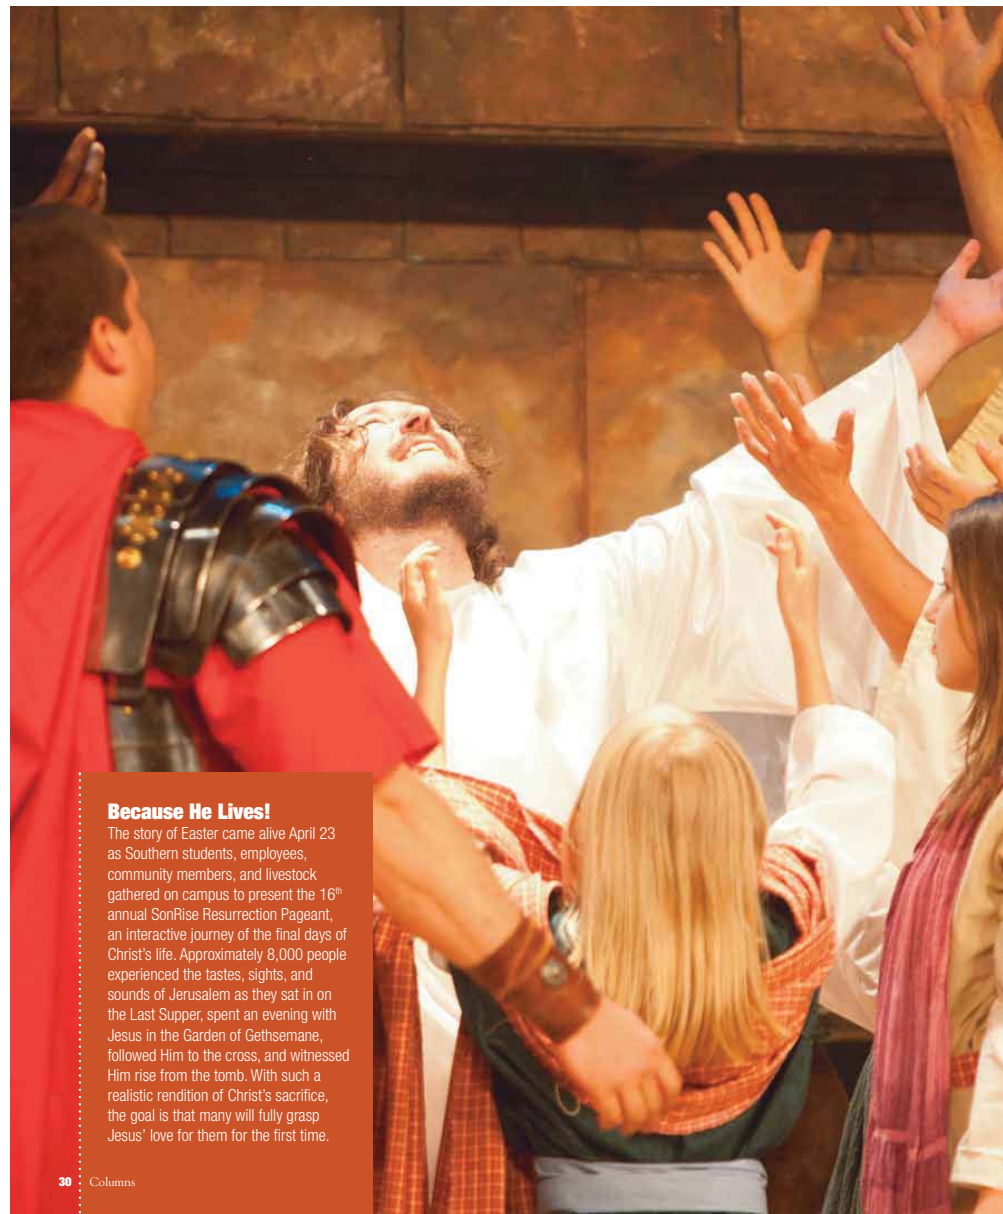 Because He Lives!
The story of Easter came alive April 23
as Southern students, employees,
community members, and livestock
gathered on campus to present the 16th
annual SonRise Resurrection Pageant,
an interactive journey of the final days of
Christ's life. Approximately 8,000 people
experienced the tastes, sights, and
sounds of Jerusalem as they sat in on
the Last Supper, spent an evening with
Jesus in the Garden of Gethsemane,
followed Him to the cross, and witnessed
Him rise from the tomb. With such a
realistic rendition of Christ's sacrifice,
the goal is that many will fully grasp
Jesus' love for them for the first time.
30 Columns